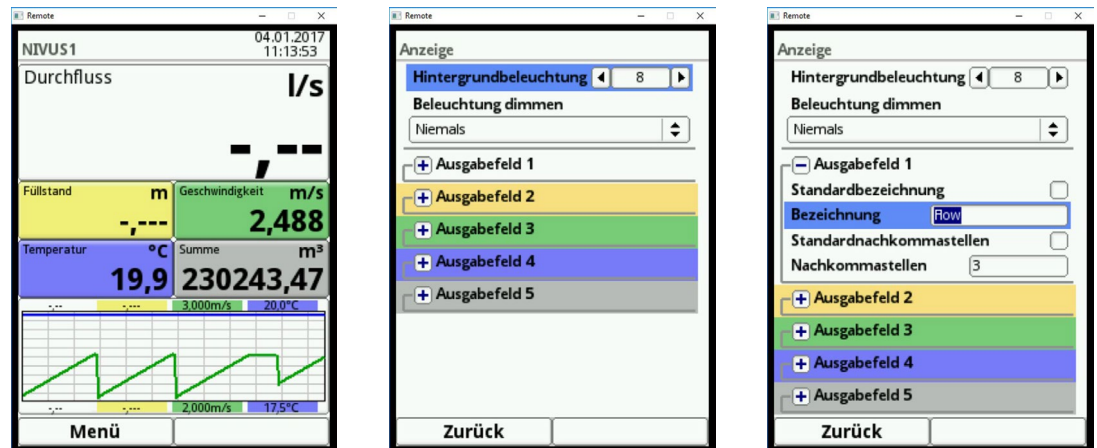 Remote
NIVUS1
04.01.2017
11:13:53
Durchfluss
l/s
-,--
Füllstand m
-,---
Geschwindigkeit m/s
2,488
Temperatur °C
19,9
Summe m³
230243,47
-,-- -,--- 3,000m/s 20,0°C
-,-- -,--- 2,000m/s 17,5°C
Menü
Remote
Anzeige
Hintergrundbeleuchtung 8
Beleuchtung dimmen
Niemals
Ausgabefeld 1
Ausgabefeld 2
Ausgabefeld 3
Ausgabefeld 4
Ausgabefeld 5
Zurück
Remote
Anzeige
Hintergrundbeleuchtung 8
Beleuchtung dimmen
Niemals
Ausgabefeld 1
Standardbezeichnung
Bezeichnung flow
Standardnachkommastellen
Nachkommastellen 3
Ausgabefeld 2
Ausgabefeld 3
Ausgabefeld 4
Ausgabefeld 5
Zurück